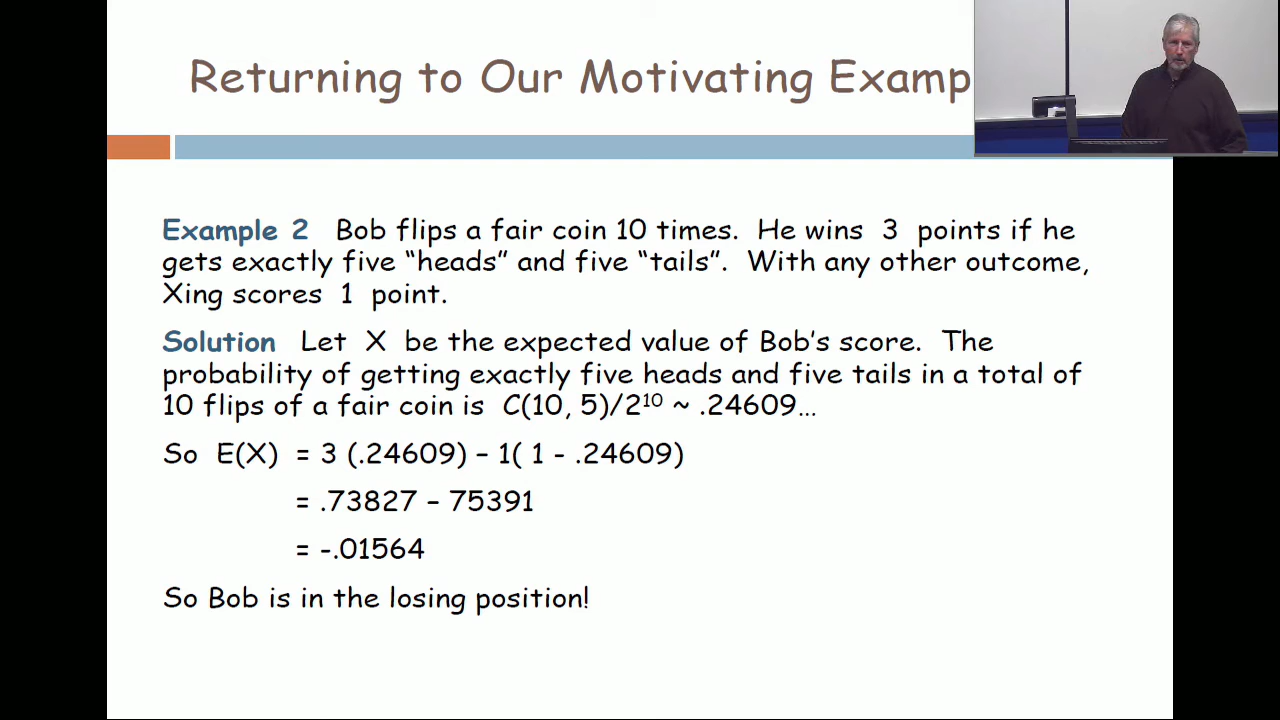 Returning to Our Motivating Examp
Example 2 Bob flips a fair coin 10 times. He wins 3 points if he
gets exactly five “heads” and five “tails”. With any other outcome,
Xing scores 1 point.
Solution Let X be the expected value of Bob’s score. The
probability of getting exactly five heads and five tails in a total of
10 flips of a fair coin is C(10, 5)/2¹⁰ ~ .24609…
So E(X) = 3 (.24609) – 1( 1 - .24609)
= .73827 – 75391
= -.01564
So Bob is in the losing position!